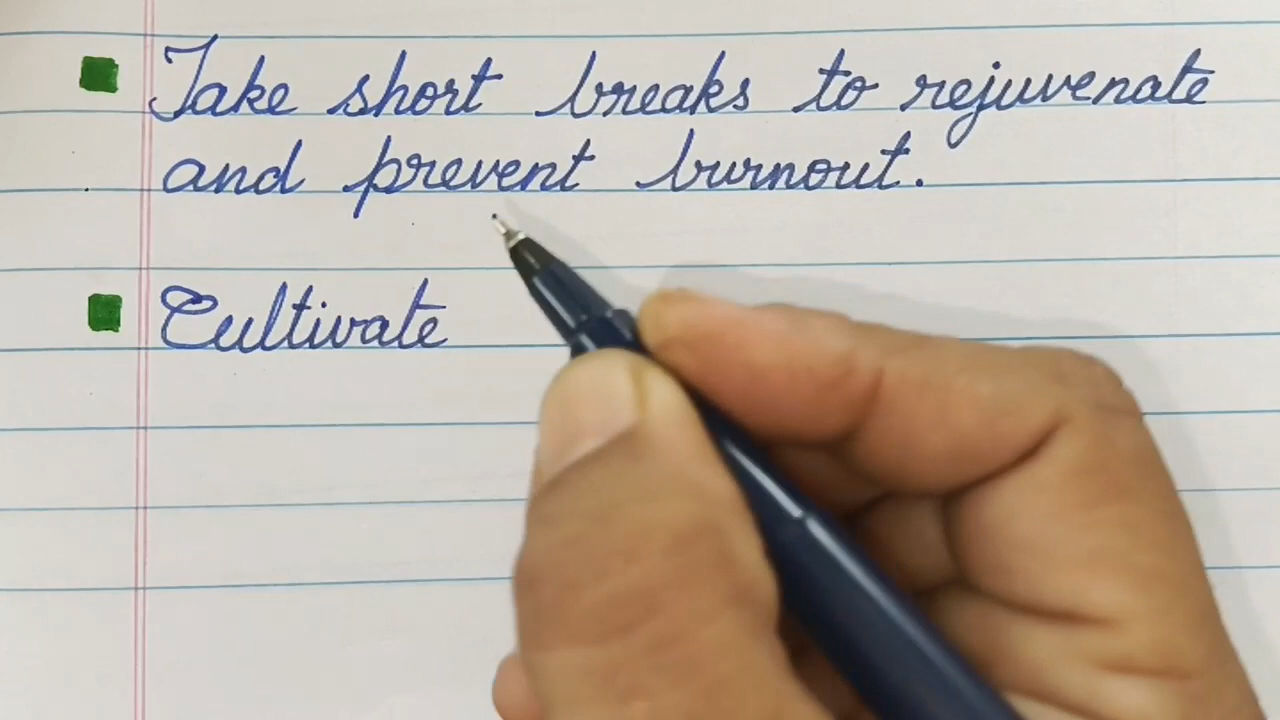 Take short breaks to rejuvenate
and prevent burnout.
Cultivate